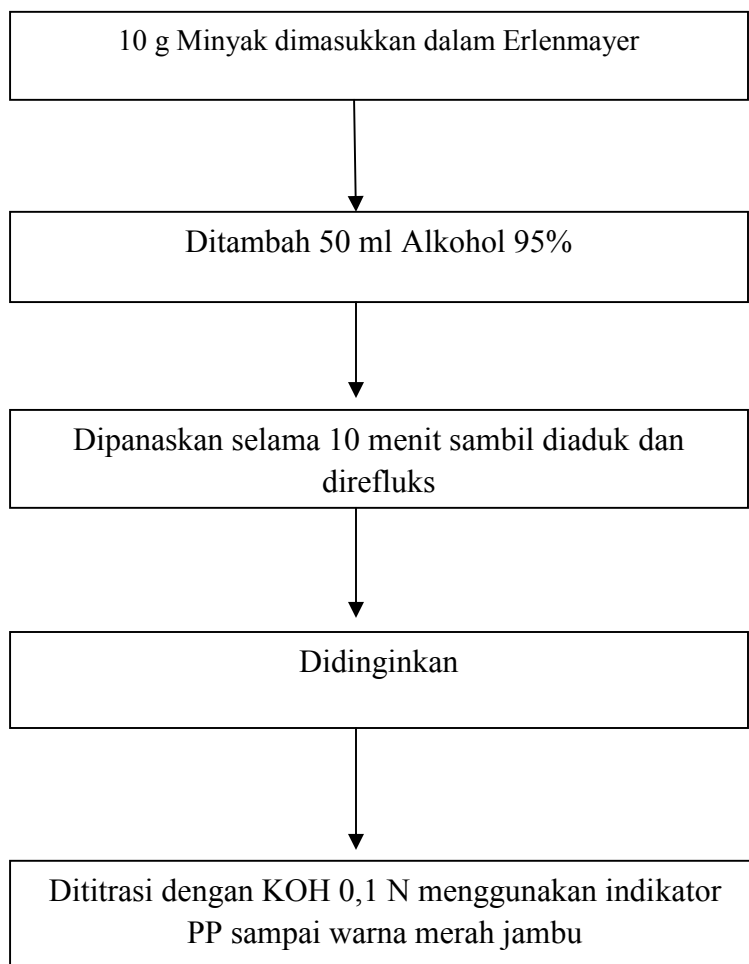 10 g Minyak dimasukkan dalam Erlenmayer
Ditambah 50 ml Alkohol 95%
Dipanaskan selama 10 menit sambil diaduk dan
direfluks
Didinginkan
Dititrasi dengan KOH 0,1 N menggunakan indikator
PP sampai warna merah jambu